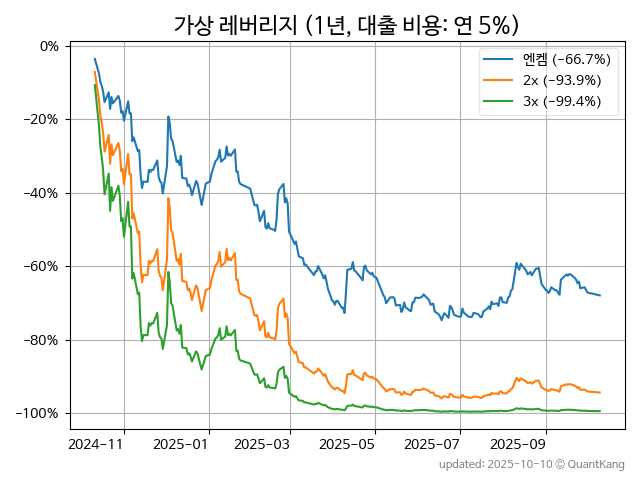 가상 레버리지 (1년, 대출 비용: 연 5%)
엔켐 (−66.7%)
2x (−93.9%)
3x (−99.4%)
0%
−20%
−40%
−60%
−80%
−100%
2024-11 2025-01 2025-03 2025-05 2025-07 2025-09
updated: 2025-10-10 © QuantKang